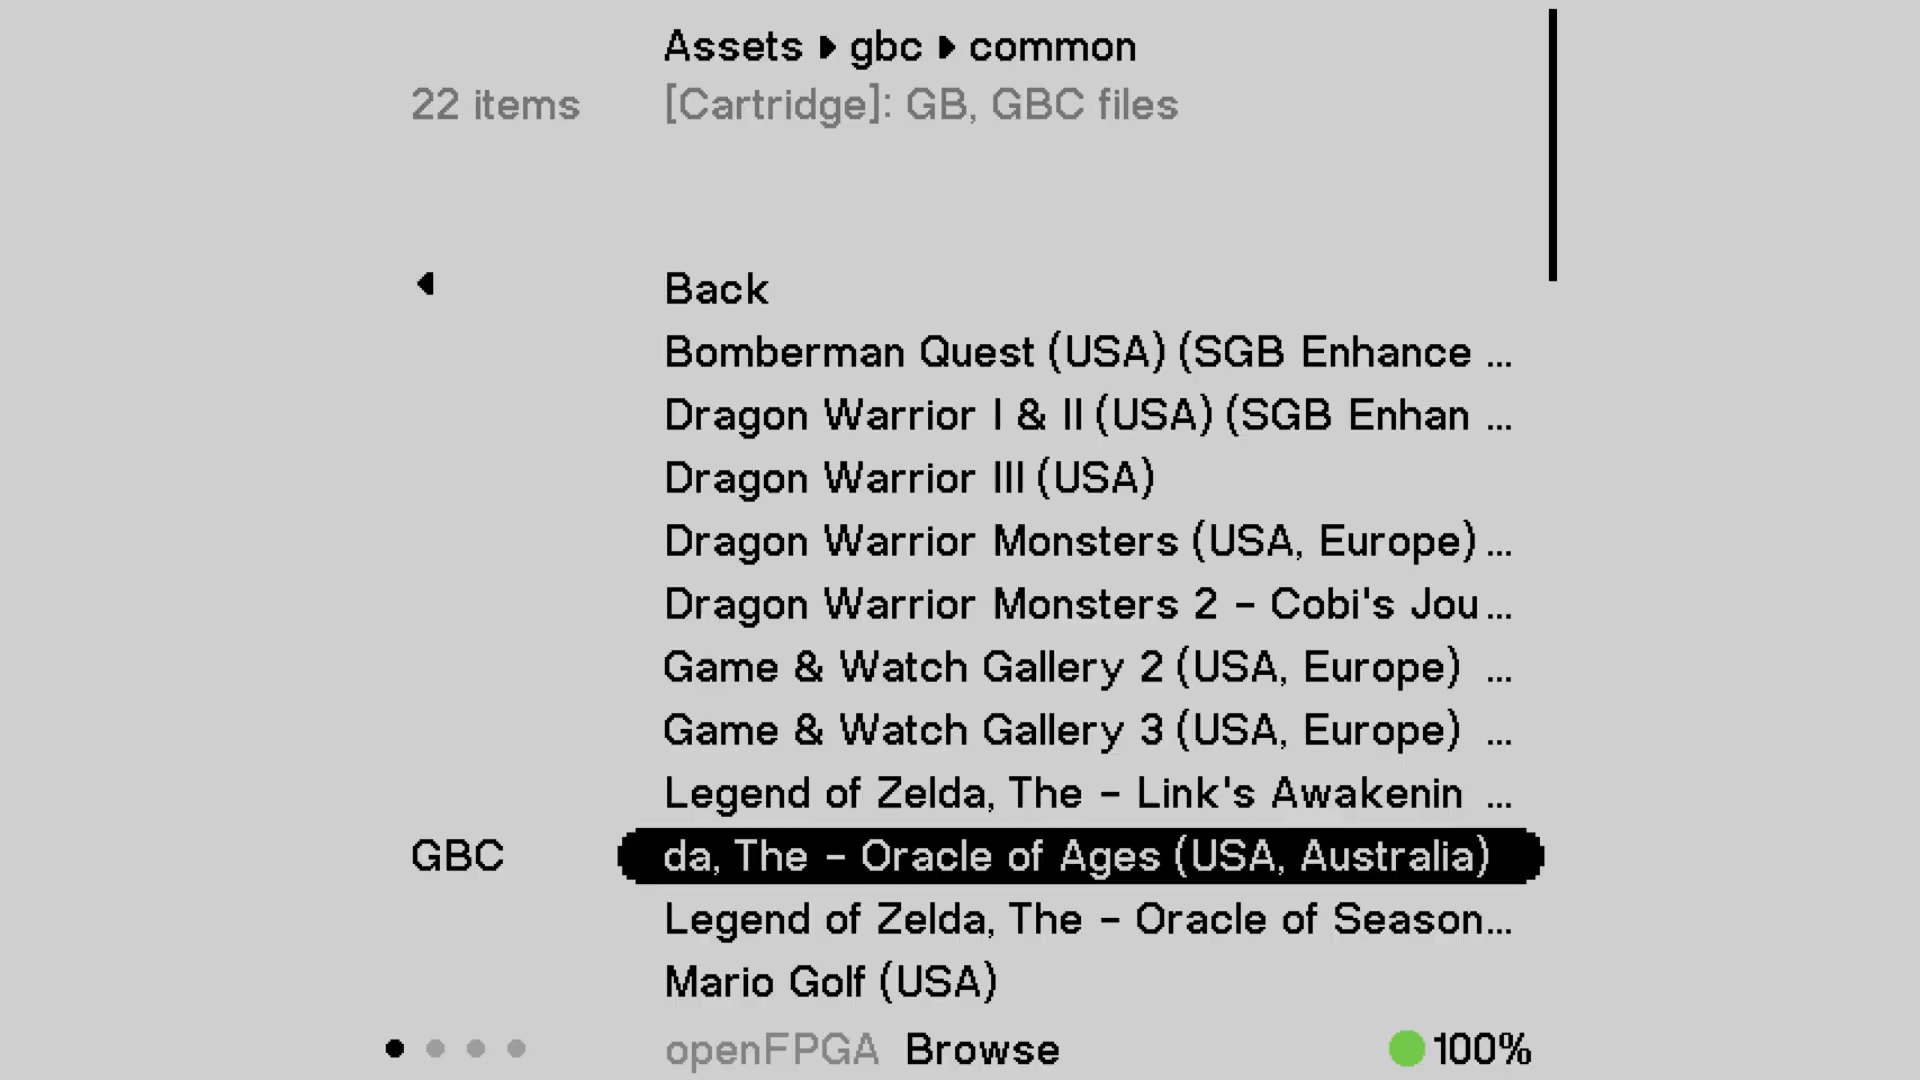 Assets ▶ gbc ▶ common
22 items [Cartridge]: GB, GBC files
Back
Bomberman Quest (USA) (SGB Enhance ...
Dragon Warrior I & II (USA) (SGB Enhan ...
Dragon Warrior III (USA)
Dragon Warrior Monsters (USA, Europe) ...
Dragon Warrior Monsters 2 - Cobi's Jou ...
Game & Watch Gallery 2 (USA, Europe) ...
Game & Watch Gallery 3 (USA, Europe) ...
Legend of Zelda, The - Link's Awakenin ...
GBC da, The - Oracle of Ages (USA, Australia)
Legend of Zelda, The - Oracle of Season...
Mario Golf (USA)
openFPGA Browse 100%